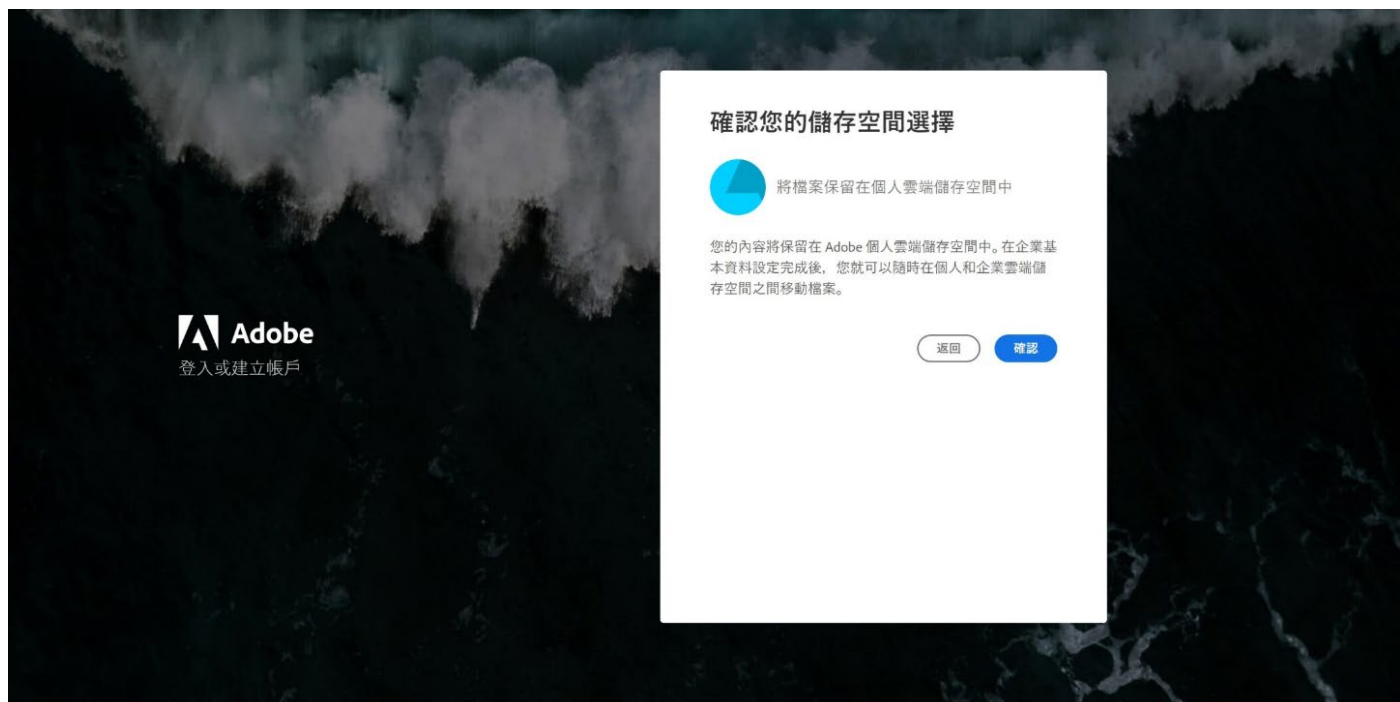 確認您的儲存空間選擇
將檔案保留在個人雲端儲存空間中
您的內容將保留在 Adobe 個人雲端儲存空間中。在企業基
本資料設定完成後，您就可以隨時在個人和企業雲端儲
存空間之間移動檔案。
返回 確認
Adobe
登入或建立帳戶